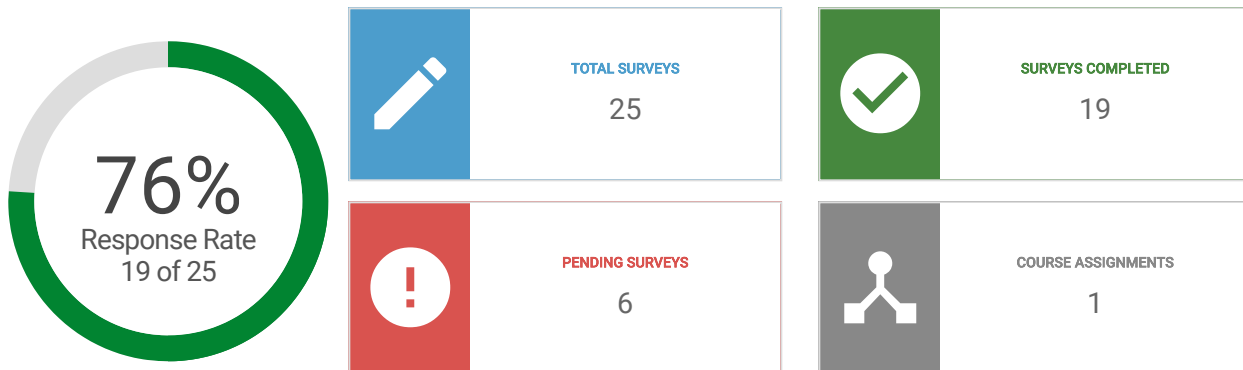 76%
Response Rate
19 of 25
TOTAL SURVEYS
25
SURVEYS COMPLETED
19
PENDING SURVEYS
6
COURSE ASSIGNMENTS
1